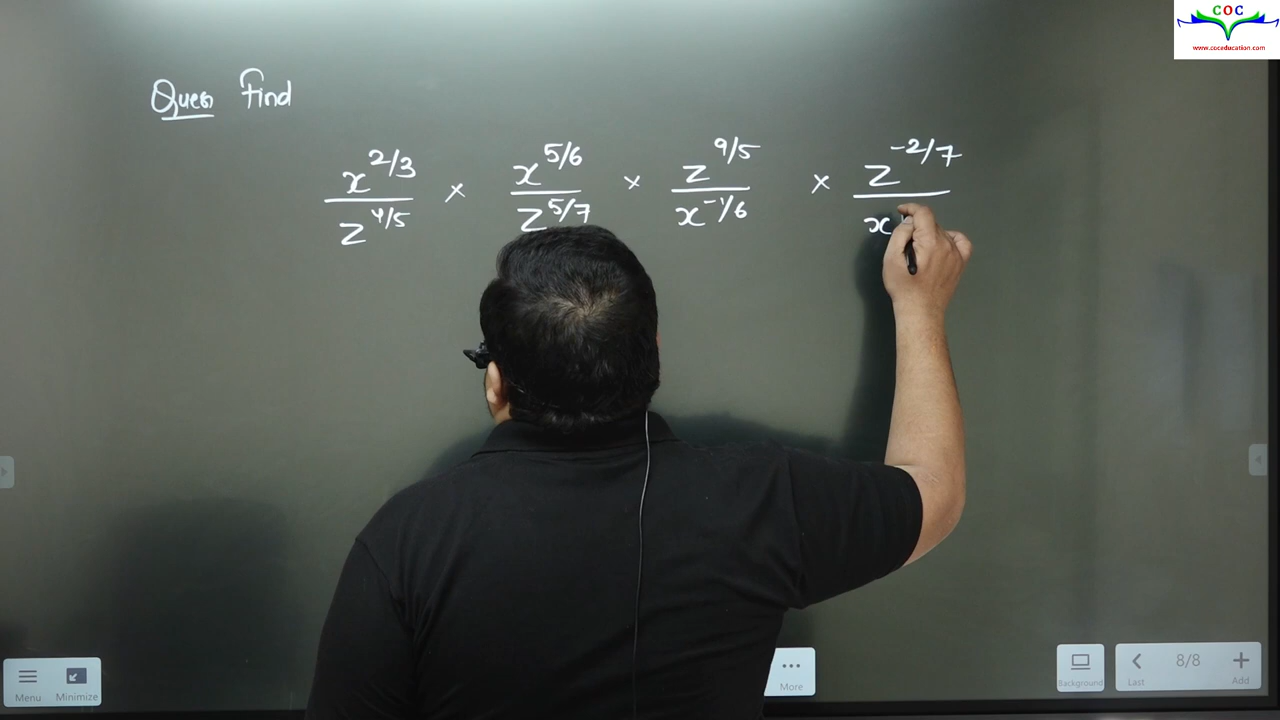 COC
www.coceducation.com
Ques Find
x^{2/3}/z^{4/5} × x^{5/6}/z^{5/7} × z^{9/5}/x^{-1/6} × z^{-2/7}/x
Menu Minimize More Background Last 8/8 Add